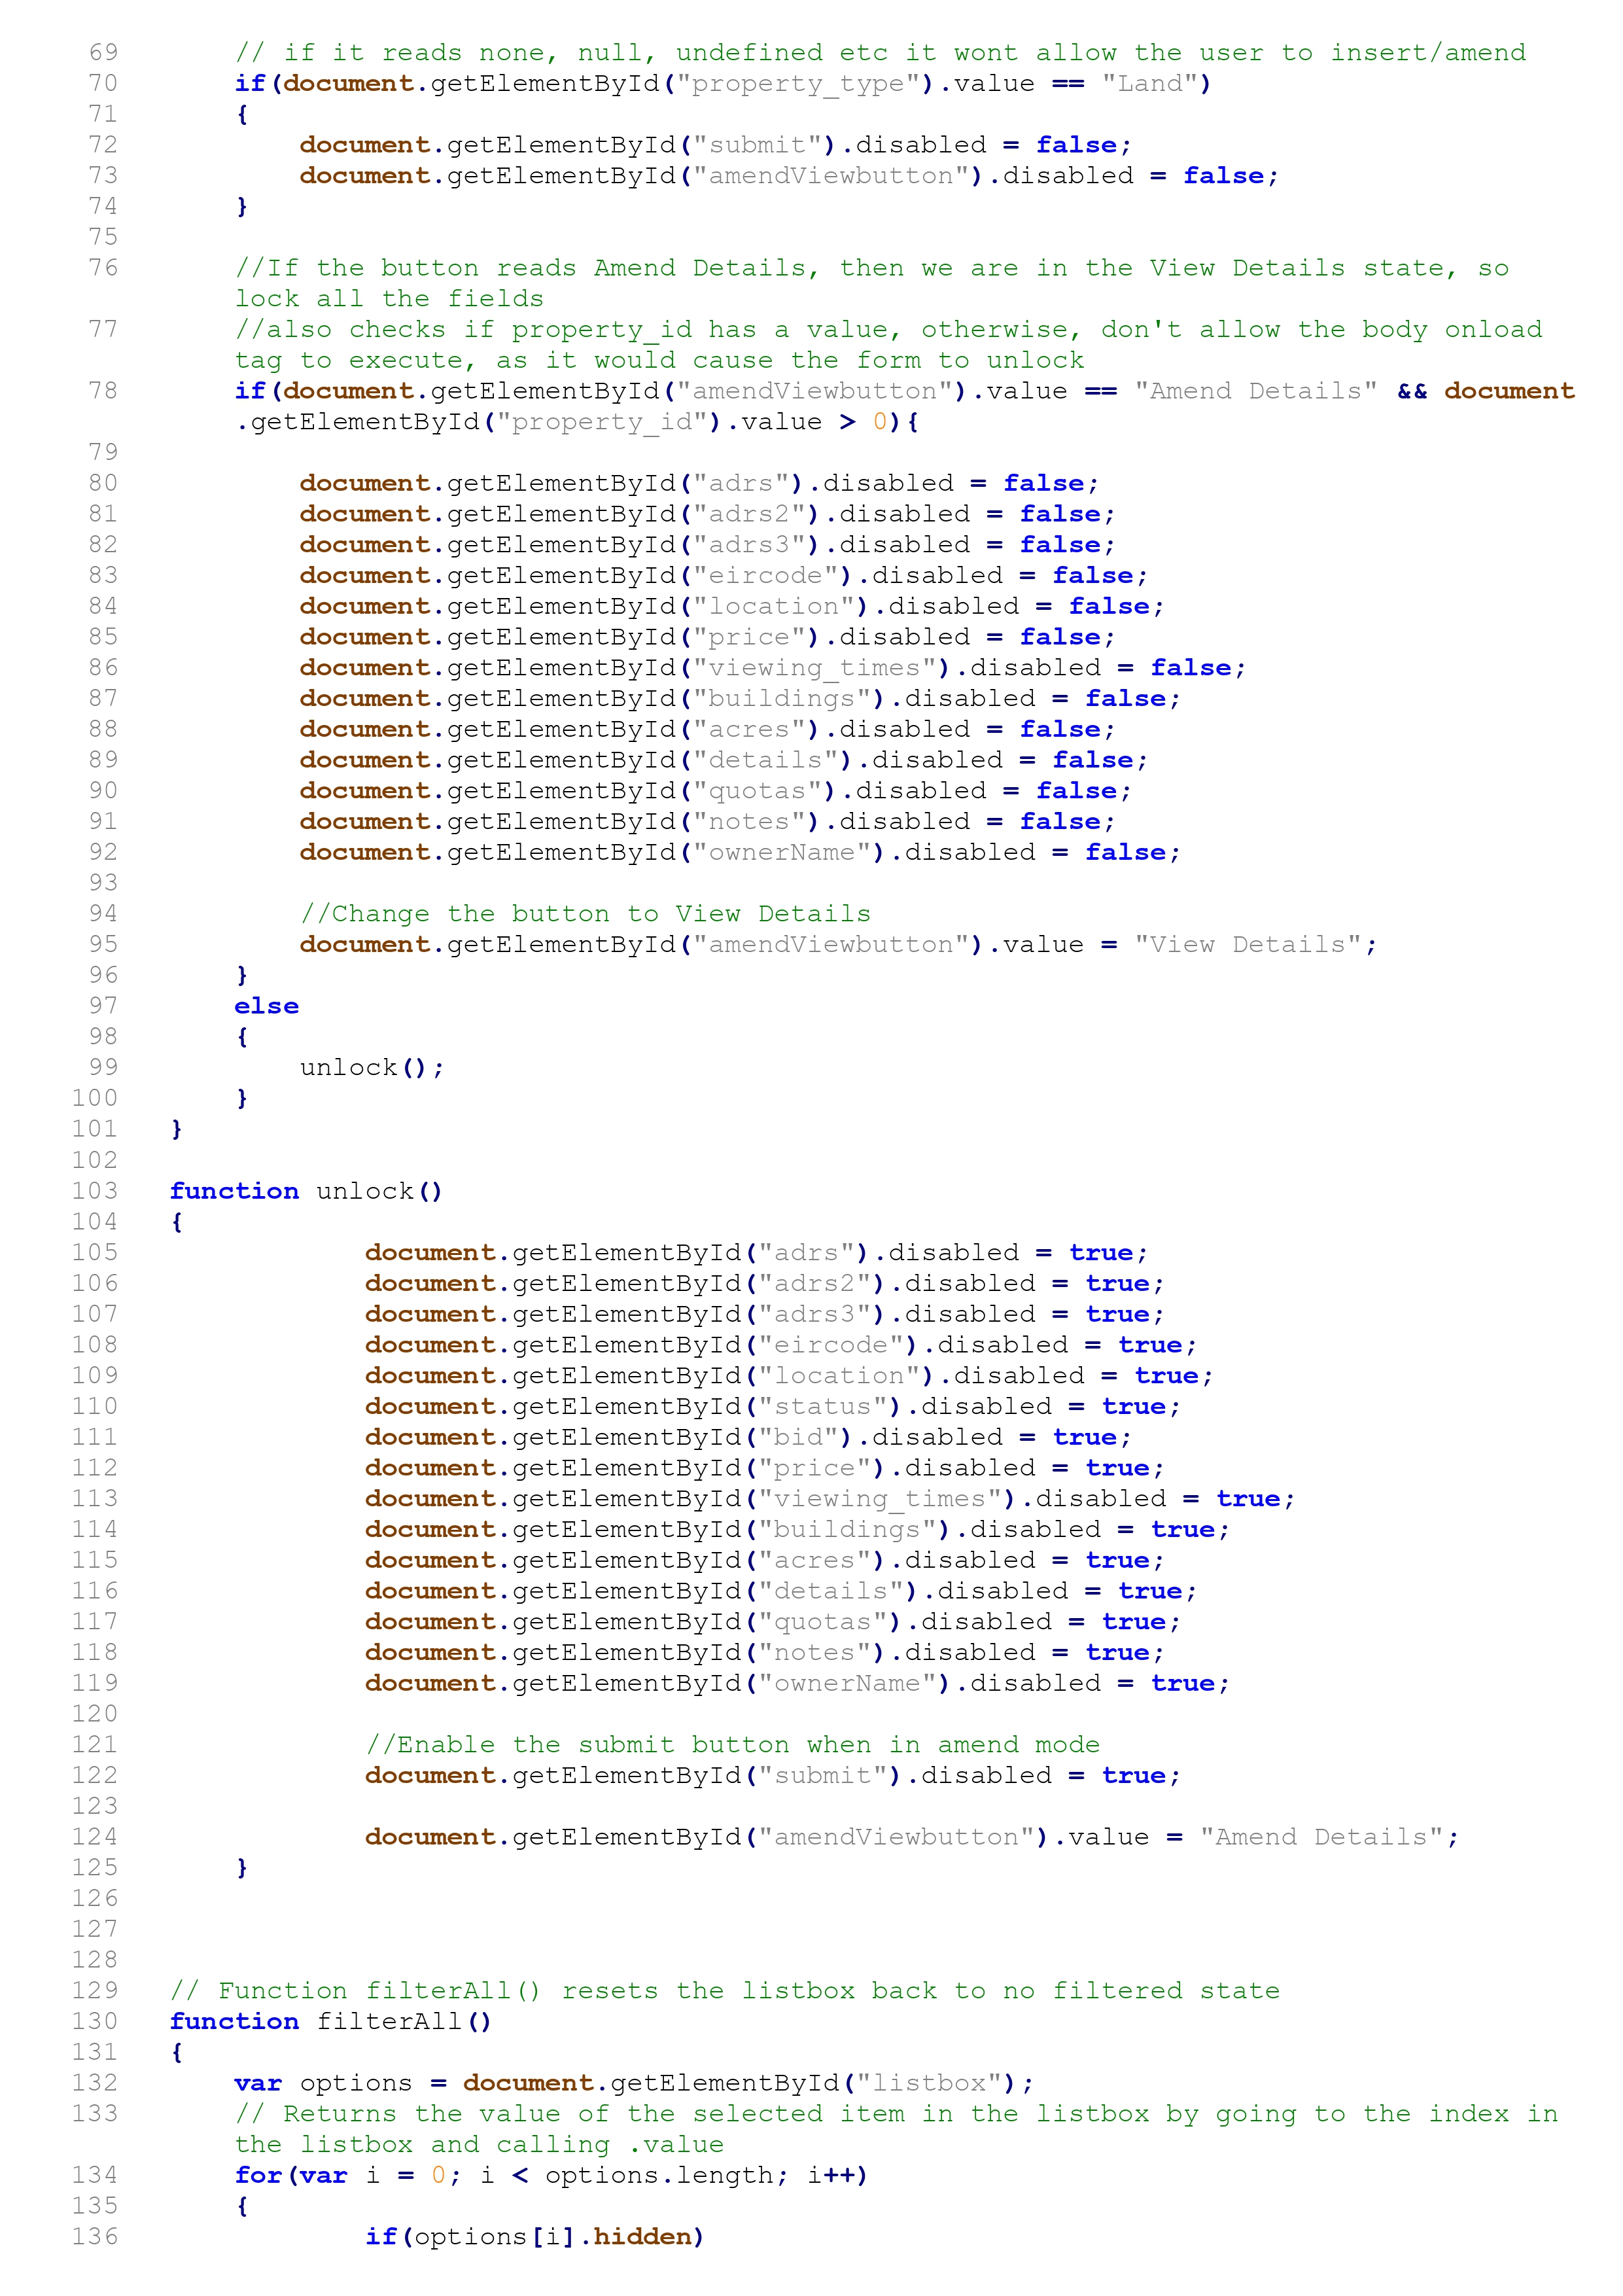 69 // if it reads none, null, undefined etc it wont allow the user to insert/amend
70 if(document.getElementById("property_type").value == "Land")
71 {
72 document.getElementById("submit").disabled = false;
73 document.getElementById("amendViewbutton").disabled = false;
74 }
75
76 //If the button reads Amend Details, then we are in the View Details state, so
lock all the fields
77 //also checks if property_id has a value, otherwise, don't allow the body onload
tag to execute, as it would cause the form to unlock
78 if(document.getElementById("amendViewbutton").value == "Amend Details" && document
.getElementById("property_id").value > 0){
79
80 document.getElementById("adrs").disabled = false;
81 document.getElementById("adrs2").disabled = false;
82 document.getElementById("adrs3").disabled = false;
83 document.getElementById("eircode").disabled = false;
84 document.getElementById("location").disabled = false;
85 document.getElementById("price").disabled = false;
86 document.getElementById("viewing_times").disabled = false;
87 document.getElementById("buildings").disabled = false;
88 document.getElementById("acres").disabled = false;
89 document.getElementById("details").disabled = false;
90 document.getElementById("quotas").disabled = false;
91 document.getElementById("notes").disabled = false;
92 document.getElementById("ownerName").disabled = false;
93
94 //Change the button to View Details
95 document.getElementById("amendViewbutton").value = "View Details";
96 }
97 else
98 {
99 unlock();
100 }
101 }
102
103 function unlock()
104 {
105 document.getElementById("adrs").disabled = true;
106 document.getElementById("adrs2").disabled = true;
107 document.getElementById("adrs3").disabled = true;
108 document.getElementById("eircode").disabled = true;
109 document.getElementById("location").disabled = true;
110 document.getElementById("status").disabled = true;
111 document.getElementById("bid").disabled = true;
112 document.getElementById("price").disabled = true;
113 document.getElementById("viewing_times").disabled = true;
114 document.getElementById("buildings").disabled = true;
115 document.getElementById("acres").disabled = true;
116 document.getElementById("details").disabled = true;
117 document.getElementById("quotas").disabled = true;
118 document.getElementById("notes").disabled = true;
119 document.getElementById("ownerName").disabled = true;
120
121 //Enable the submit button when in amend mode
122 document.getElementById("submit").disabled = true;
123
124 document.getElementById("amendViewbutton").value = "Amend Details";
125 }
126
127
128
129 // Function filterAll() resets the listbox back to no filtered state
130 function filterAll()
131 {
132 var options = document.getElementById("listbox");
133 // Returns the value of the selected item in the listbox by going to the index in
the listbox and calling .value
134 for(var i = 0; i < options.length; i++)
135 {
136 if(options[i].hidden)